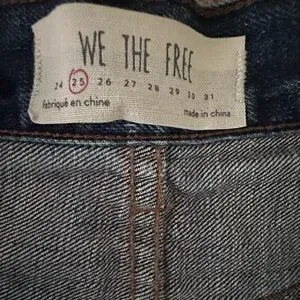 WE THE FREE
24 25 26 27 28 29 30 31
fabriqué en chine made in china